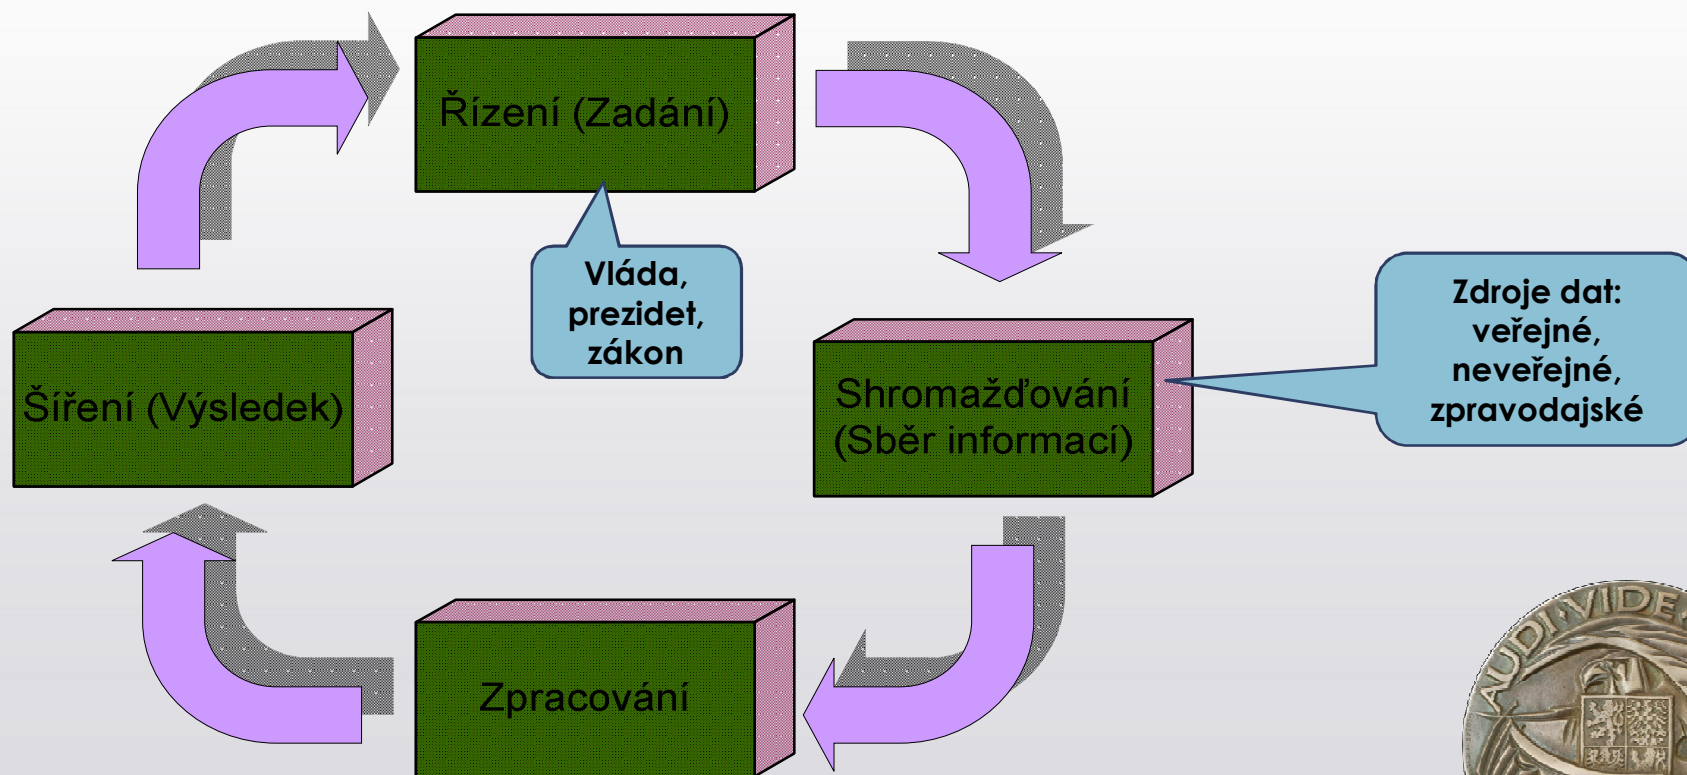 Řízení (Zadání)
Vláda,
prezidet,
zákon
Zdroje dat:
veřejné,
neveřejné,
zpravodajské
Shromažďování
(Sběr informací)
Šíření (Výsledek)
Zpracování
AUDI·VIDE